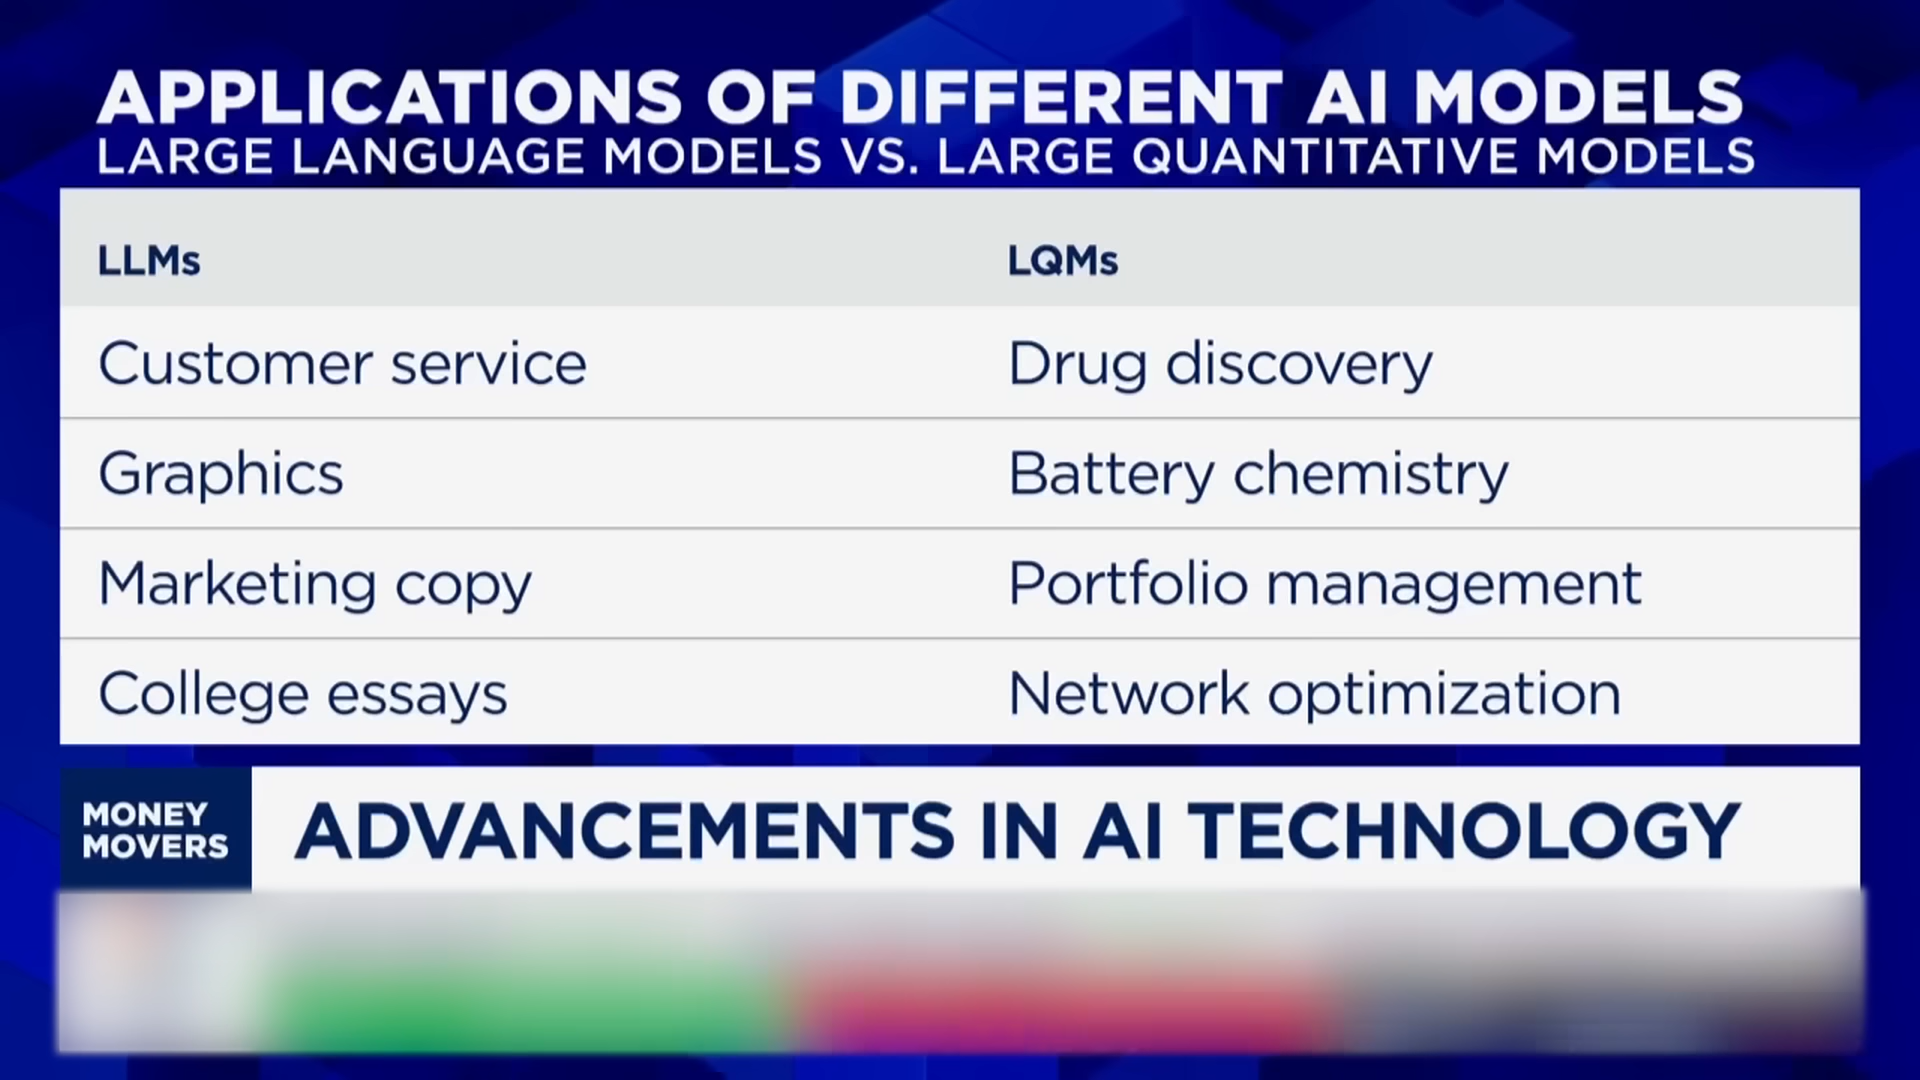 APPLICATIONS OF DIFFERENT AI MODELS
LARGE LANGUAGE MODELS VS. LARGE QUANTITATIVE MODELS
LLMs LQMs
Customer service Drug discovery
Graphics Battery chemistry
Marketing copy Portfolio management
College essays Network optimization
MONEY
MOVERS
ADVANCEMENTS IN AI TECHNOLOGY